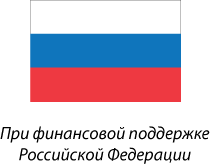 При финансовой поддержке
Российской Федерации